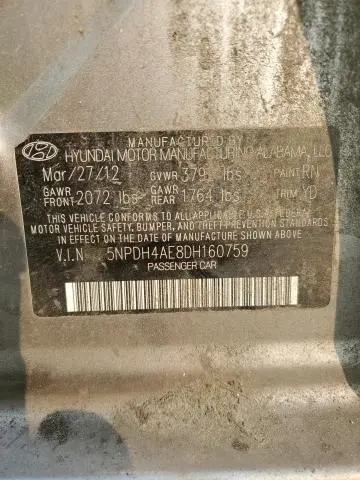 MANUFACTURED BY
HYUNDAI MOTOR MANUFACTURING ALABAMA, LLC
Mar/27/12 GVWR 379 lbs PAINT RN
GAWR FRONT 2072 lbs GAWR REAR 1764 lbs TRIM YD
THIS VEHICLE CONFORMS TO ALL APPLICABLE U.S FEDERAL
MOTOR VEHICLE SAFETY, BUMPER, AND THEFT PREVENTION STANDARDS
IN EFFECT ON THE DATE OF MANUFACTURE SHOWN ABOVE.
V.I.N 5NPDH4AE8DH160759
PASSENGER CAR